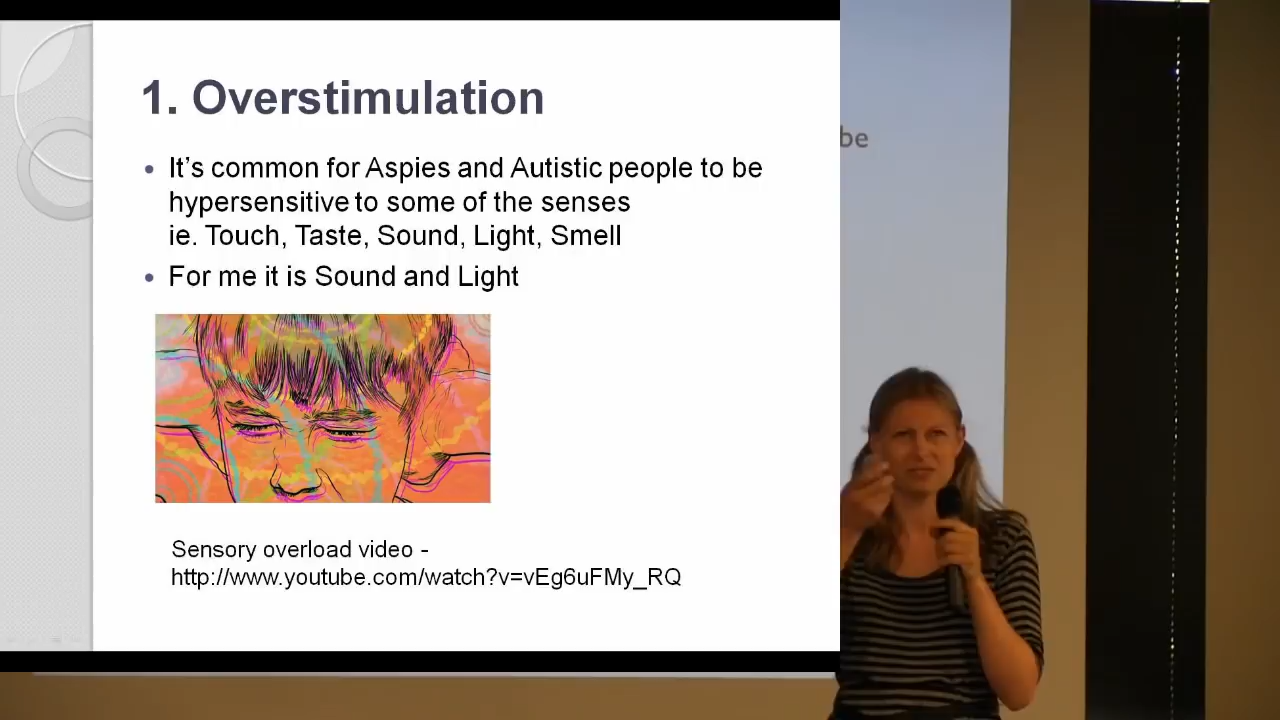 1. Overstimulation
• It's common for Aspies and Autistic people to be
hypersensitive to some of the senses
ie. Touch, Taste, Sound, Light, Smell
• For me it is Sound and Light
Sensory overload video -
http://www.youtube.com/watch?v=vEg6uFMy_RQ
be